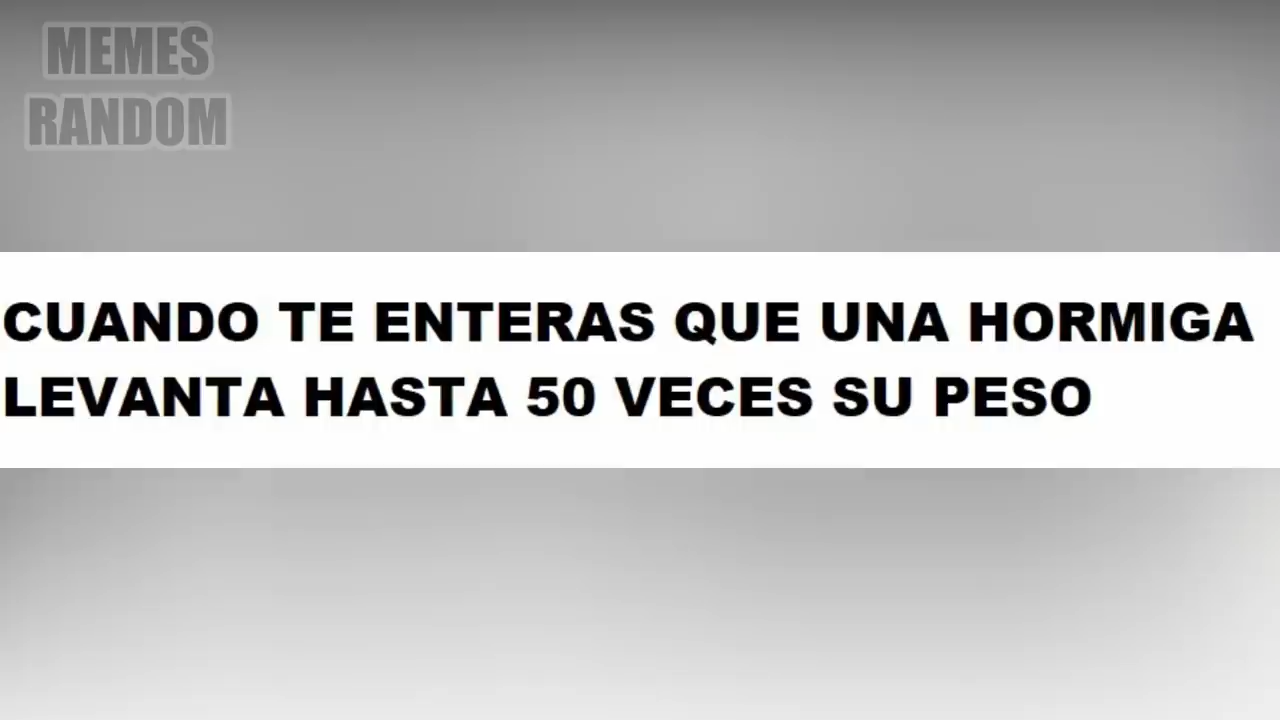 MEMES
RANDOM
CUANDO TE ENTERAS QUE UNA HORMIGA
LEVANTA HASTA 50 VECES SU PESO